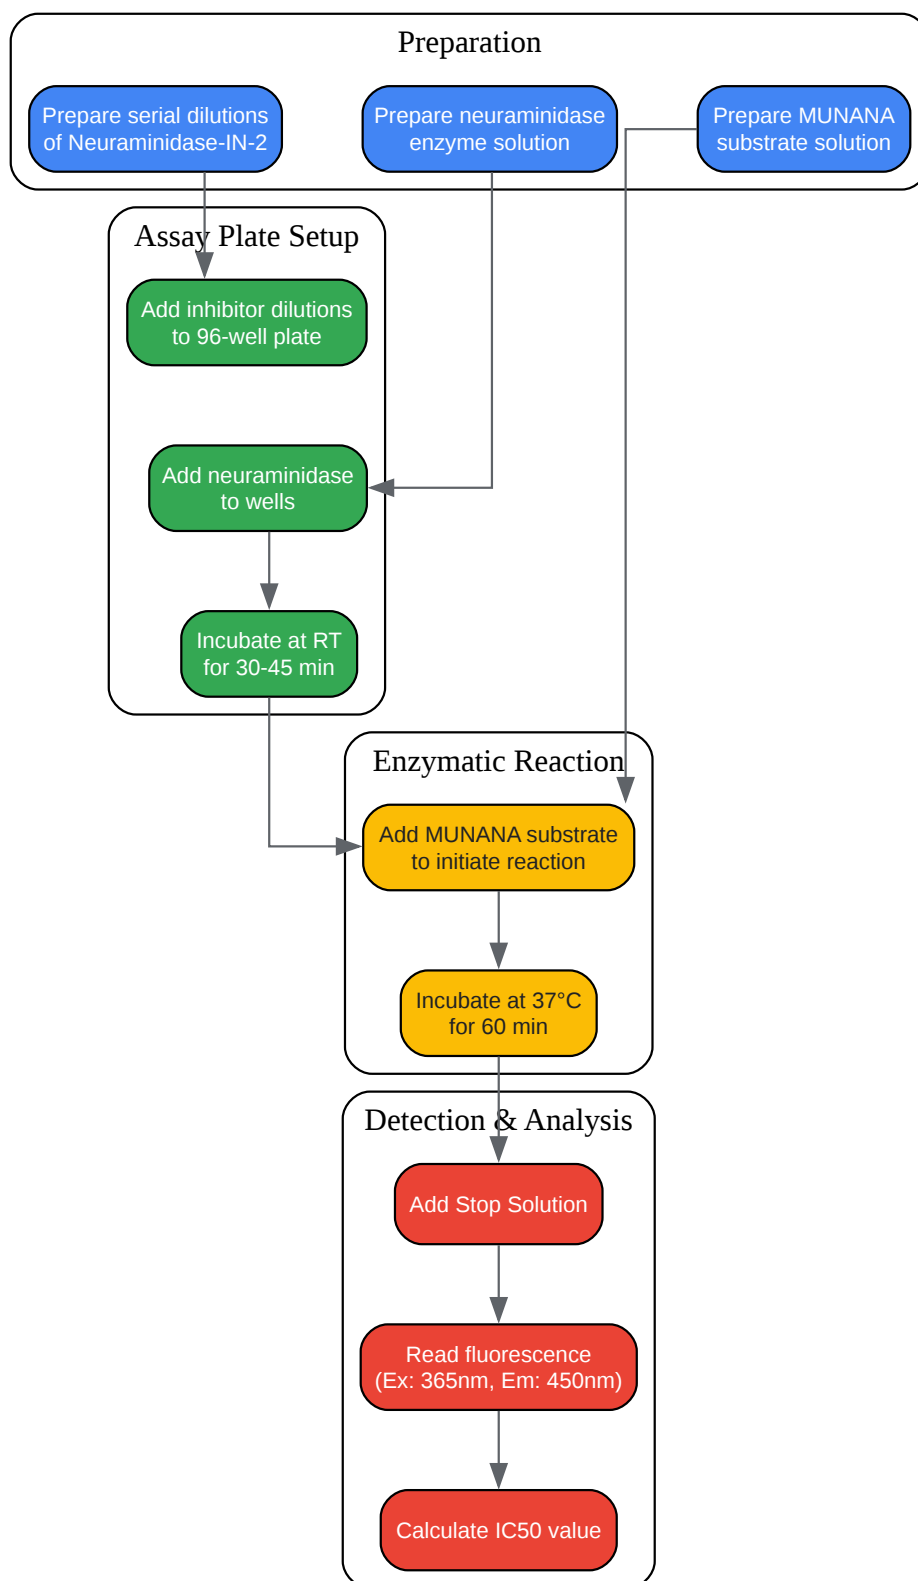 Preparation
Prepare serial dilutions
of Neuraminidase-IN-2
Prepare neuraminidase
enzyme solution
Prepare MUNANA
substrate solution
Assay Plate Setup
Add inhibitor dilutions
to 96-well plate
Add neuraminidase
to wells
Incubate at RT
for 30-45 min
Enzymatic Reaction
Add MUNANA substrate
to initiate reaction
Incubate at 37°C
for 60 min
Detection & Analysis
Add Stop Solution
Read fluorescence
(Ex: 365nm, Em: 450nm)
Calculate IC50 value